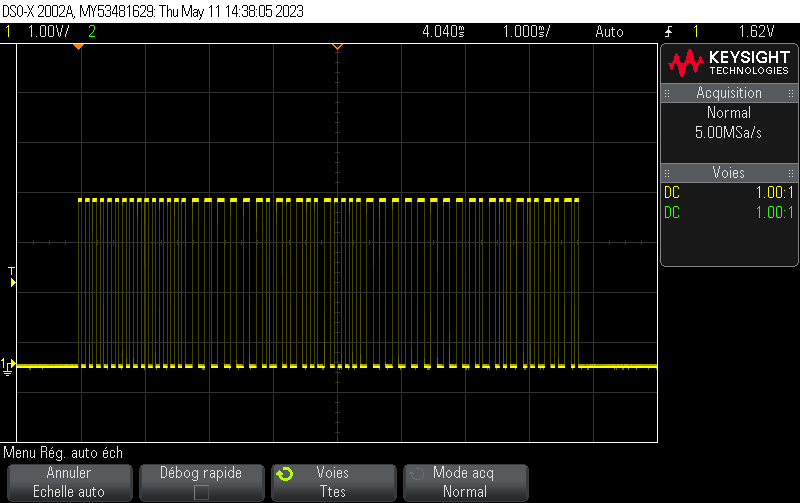 DSO-X 2002A, MY53481629: Thu May 11 14:38:05 2023
1 1.00V/ 2 4.040ms 1.000ms/ Auto 1 1.62V
KEYSIGHT
TECHNOLOGIES
Acquisition
Normal
5.00MSa/s
Voies
DC 1.00:1
DC 1.00:1
T
1
Menu Rég. auto éch
Annuler
Echelle auto
Débog rapide
Voies
Ttes
Mode acq
Normal